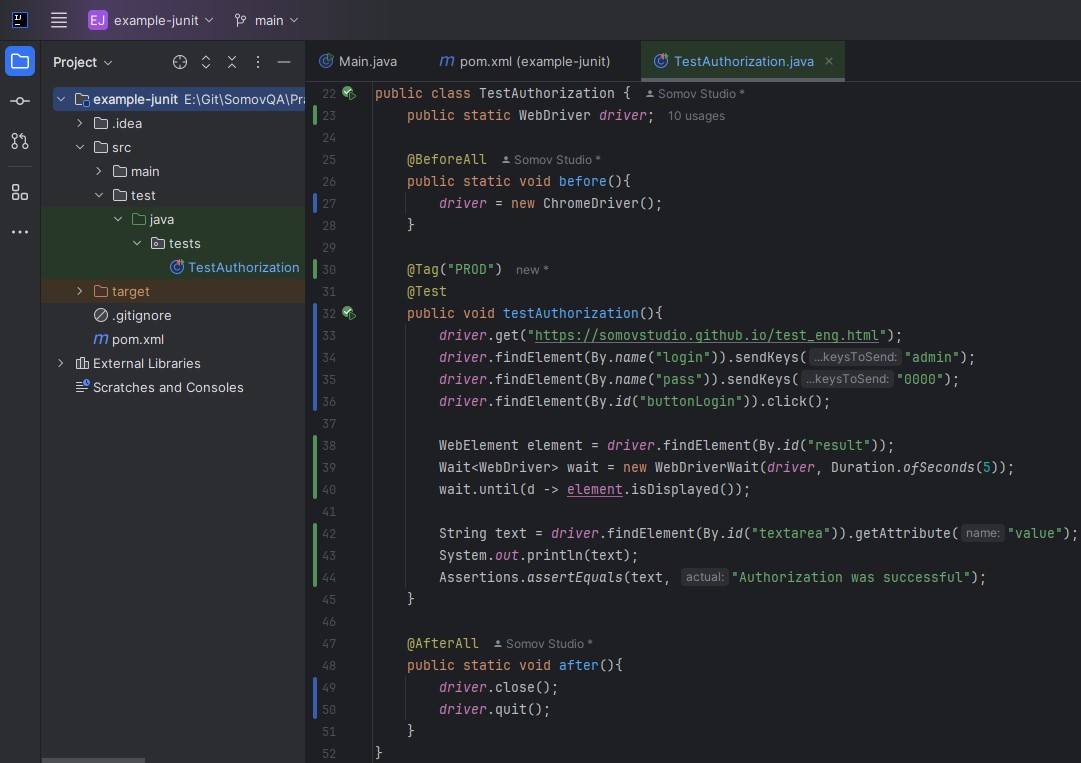 EJ example-junit main
Project
example-junit E:\Git\SomovQA\Pra
.idea
src
main
test
java
tests
TestAuthorization
target
.gitignore
m pom.xml
External Libraries
Scratches and Consoles
Main.java m pom.xml (example-junit) TestAuthorization.java
22 public class TestAuthorization { Somov Studio *
23 public static WebDriver driver; 10 usages
24
25 @BeforeAll Somov Studio *
26 public static void before(){
27 driver = new ChromeDriver();
28 }
29
30 @Tag("PROD") new *
31 @Test
32 public void testAuthorization(){
33 driver.get("https://somovstudio.github.io/test_eng.html");
34 driver.findElement(By.name("login")).sendKeys( ...keysToSend: "admin");
35 driver.findElement(By.name("pass")).sendKeys( ...keysToSend: "0000");
36 driver.findElement(By.id("buttonLogin")).click();
37
38 WebElement element = driver.findElement(By.id("result"));
39 Wait<WebDriver> wait = new WebDriverWait(driver, Duration.ofSeconds(5));
40 wait.until(d -> element.isDisplayed());
41
42 String text = driver.findElement(By.id("textarea")).getAttribute( name: "value");
43 System.out.println(text);
44 Assertions.assertEquals(text, actual: "Authorization was successful");
45 }
46
47 @AfterAll Somov Studio *
48 public static void after(){
49 driver.close();
50 driver.quit();
51 }
52 }